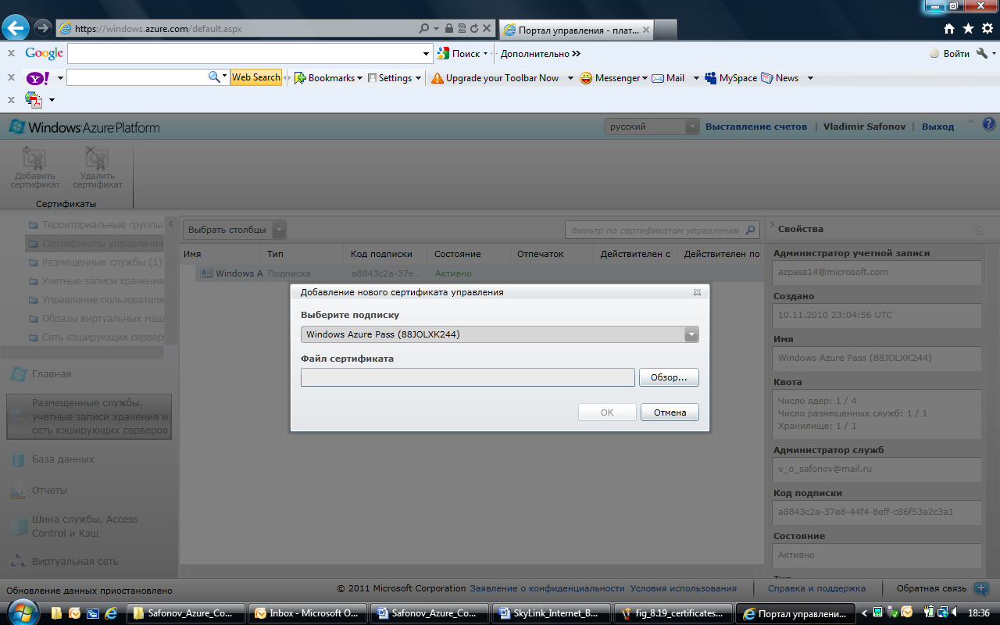 https://windows.azure.com/default.aspx
Портал управления - плат...
Google
Поиск
Дополнительно »
Войти
Y!
Web Search
Bookmarks
Settings
Upgrade your Toolbar Now
Messenger
Mail
MySpace
News
Windows Azure Platform
русский
Выставление счетов | Vladimir Safonov | Выход
Добавить сертификат
Удалить сертификат
Сертификаты
Территориальные группы
Сертификаты управления
Размещенные службы (1)
Учетные записи хранения
Управление пользователя
Образы виртуальных маш
Сеть кэширующих серверо
Главная
Размещенные службы,
учетные записи хранения и
сеть кэширующих серверов
База данных
Отчеты
Шина службы, Access
Control и Кэш
Виртуальная сеть
Выбрать столбцы
Фильтр по сертификатам управления
Имя Тип Код подписки Состояние Отпечаток Действителен с Действителен по
Windows A Подписка a8843c2a-37e... Активно
Добавление нового сертификата управления
Выберите подписку
Windows Azure Pass (88JOLXK244)
Файл сертификата
Обзор...
OK
Отмена
Свойства
Администратор учетной записи
azpass14@microsoft.com
Создано
10.11.2010 23:04:56 UTC
Имя
Windows Azure Pass (88JOLXK244)
Квота
Число ядер: 1 / 4
Число размещенных служб: 1 / 1
Хранилище: 1 / 1
Администратор служб
v_o_safonov@mail.ru
Код подписки
a8843c2a-37e8-44f4-8eff-c86f53a2c3a1
Состояние
Активно
Обновление данных приостановлено
© 2011 Microsoft Corporation Заявление о конфиденциальности Условия использования
Справка и поддержка
Обратная связь
Safonov_Azure_Co...
Inbox - Microsoft O...
Safonov_Azure_Co...
SkyLink_Internet_B...
fig_8.19_certificates...
Портал управлени...
18:36